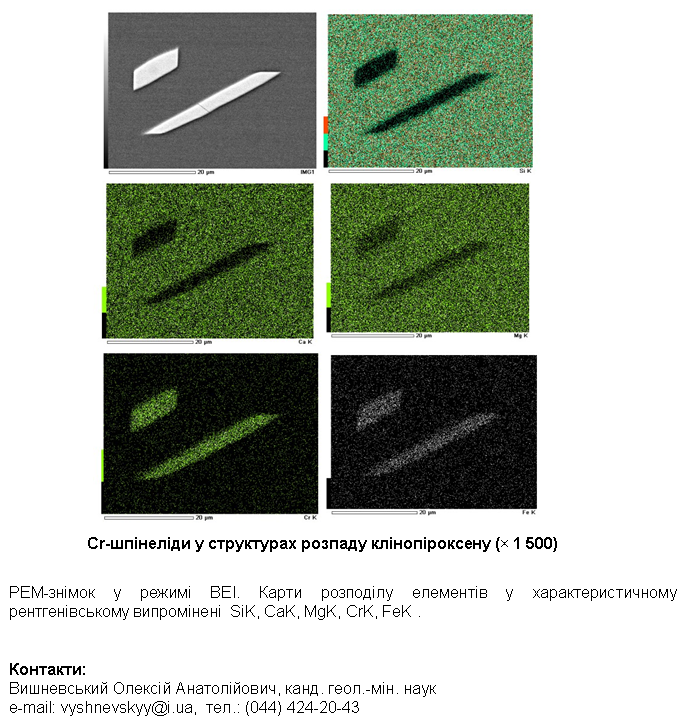 20 µm IMG1
20 µm Si K
20 µm Ca K
20 µm Mg K
20 µm Cr K
20 µm Fe K
Cr-шпінеліди у структурах розпаду клінопіроксену (× 1 500)
РЕМ-знімок у режимі BEI. Карти розподілу елементів у характеристичному
рентгенівському випромінені SiK, CaK, MgK, CrK, FeK .
Контакти:
Вишневський Олексій Анатолійович, канд. геол.-мін. наук
e-mail: vyshnevskyy@i.ua, тел.: (044) 424-20-43